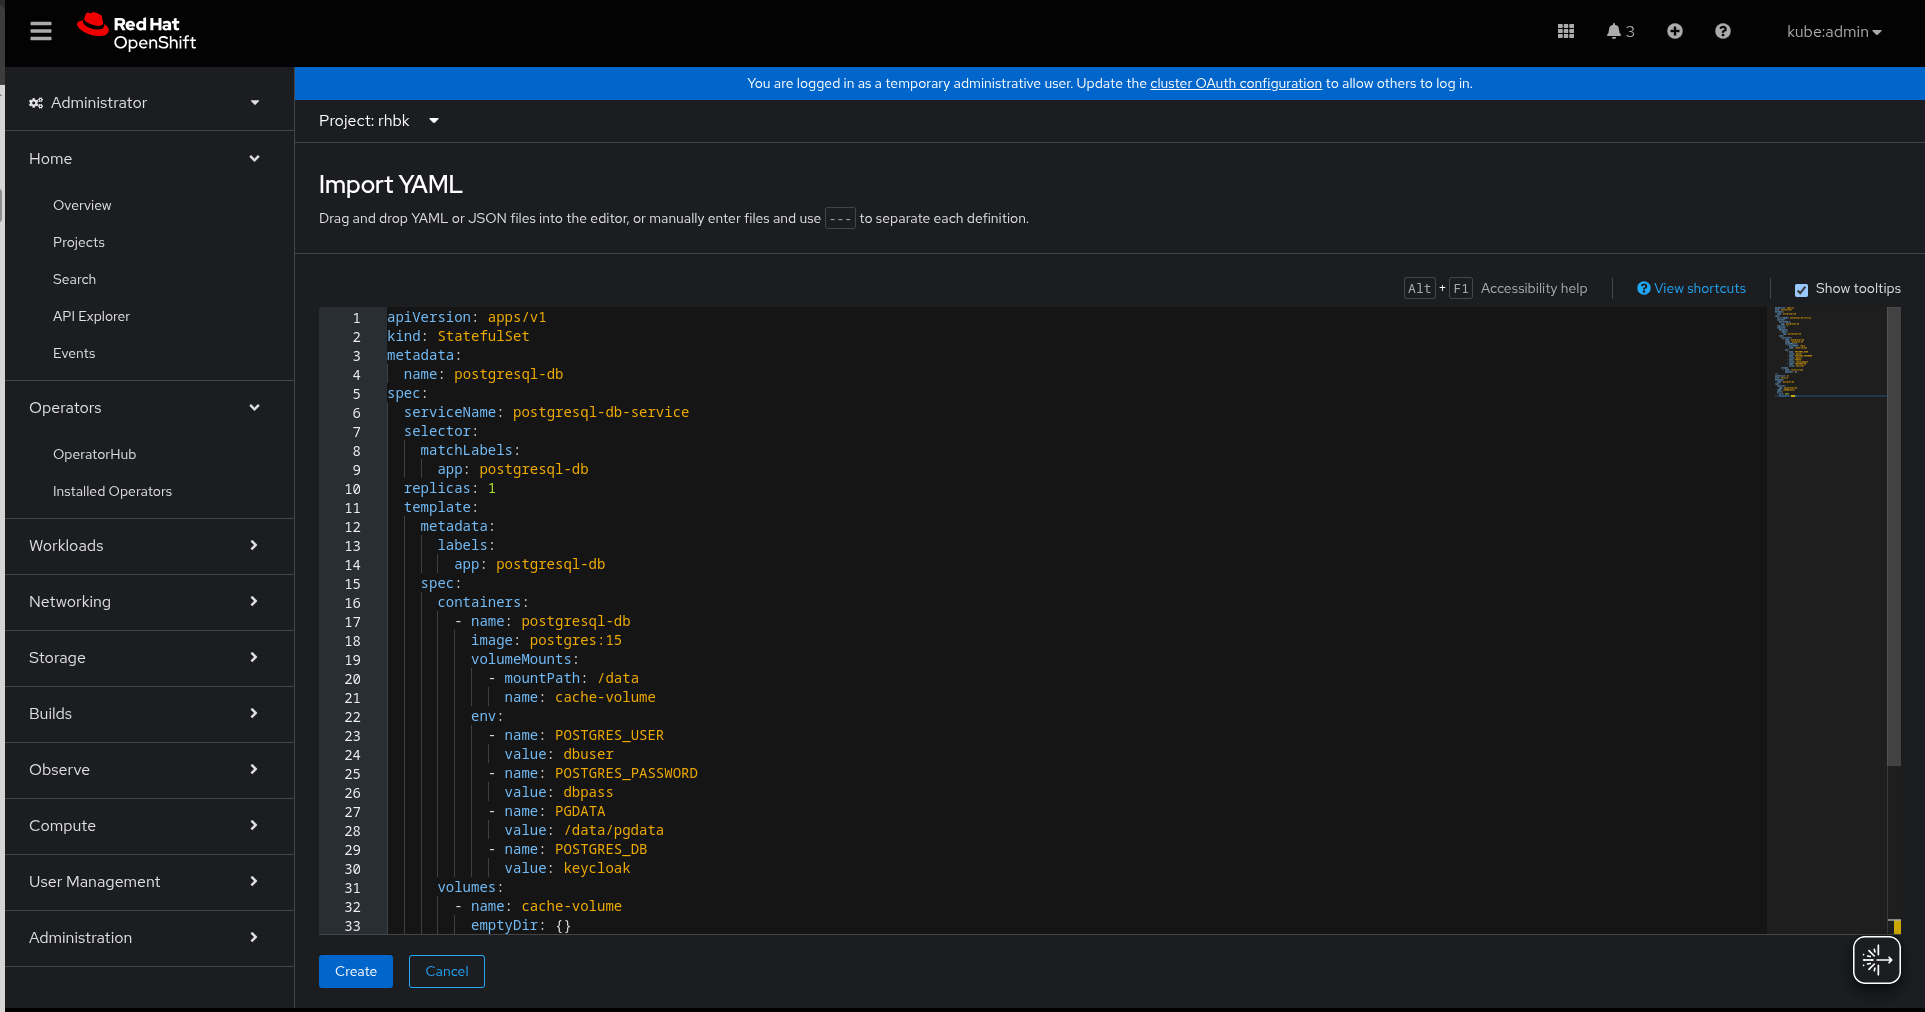 Red Hat
OpenShift
3
kube:admin
Administrator
Home
Overview
Projects
Search
API Explorer
Events
Operators
OperatorHub
Installed Operators
Workloads
Networking
Storage
Builds
Observe
Compute
User Management
Administration
You are logged in as a temporary administrative user. Update the cluster OAuth configuration to allow others to log in.
Project: rhbk
Import YAML
Drag and drop YAML or JSON files into the editor, or manually enter files and use --- to separate each definition.
Alt + F1 Accessibility help
View shortcuts
Show tooltips
1 apiVersion: apps/v1
2 kind: StatefulSet
3 metadata:
4   name: postgresql-db
5 spec:
6   serviceName: postgresql-db-service
7   selector:
8     matchLabels:
9       app: postgresql-db
10   replicas: 1
11   template:
12     metadata:
13       labels:
14         app: postgresql-db
15     spec:
16       containers:
17         - name: postgresql-db
18           image: postgres:15
19           volumeMounts:
20             - mountPath: /data
21               name: cache-volume
22           env:
23             - name: POSTGRES_USER
24               value: dbuser
25             - name: POSTGRES_PASSWORD
26               value: dbpass
27             - name: PGDATA
28               value: /data/pgdata
29             - name: POSTGRES_DB
30               value: keycloak
31       volumes:
32         - name: cache-volume
33           emptyDir: {}
Create
Cancel